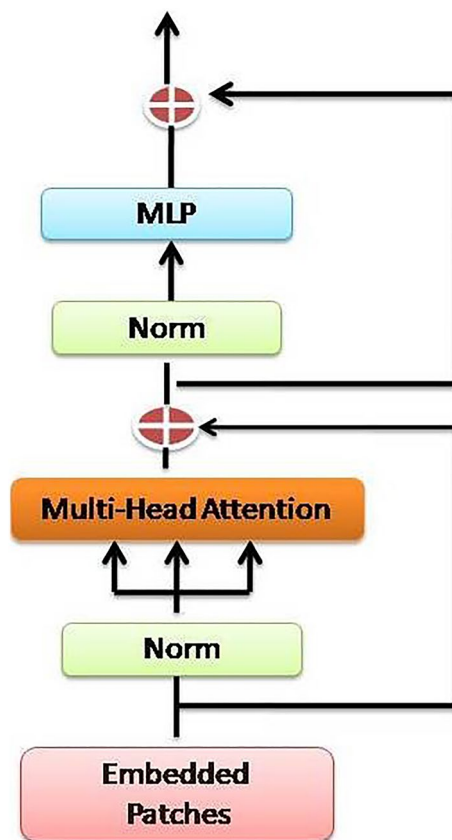 MLP
Norm
Multi-Head Attention
Norm
Embedded
Patches